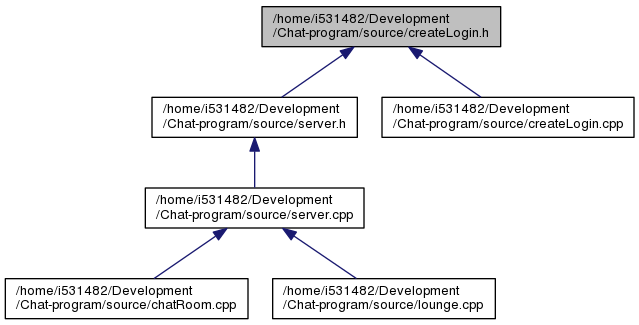 /home/i531482/Development
/Chat-program/source/createLogin.h
/home/i531482/Development
/Chat-program/source/server.h
/home/i531482/Development
/Chat-program/source/createLogin.cpp
/home/i531482/Development
/Chat-program/source/server.cpp
/home/i531482/Development
/Chat-program/source/chatRoom.cpp
/home/i531482/Development
/Chat-program/source/lounge.cpp